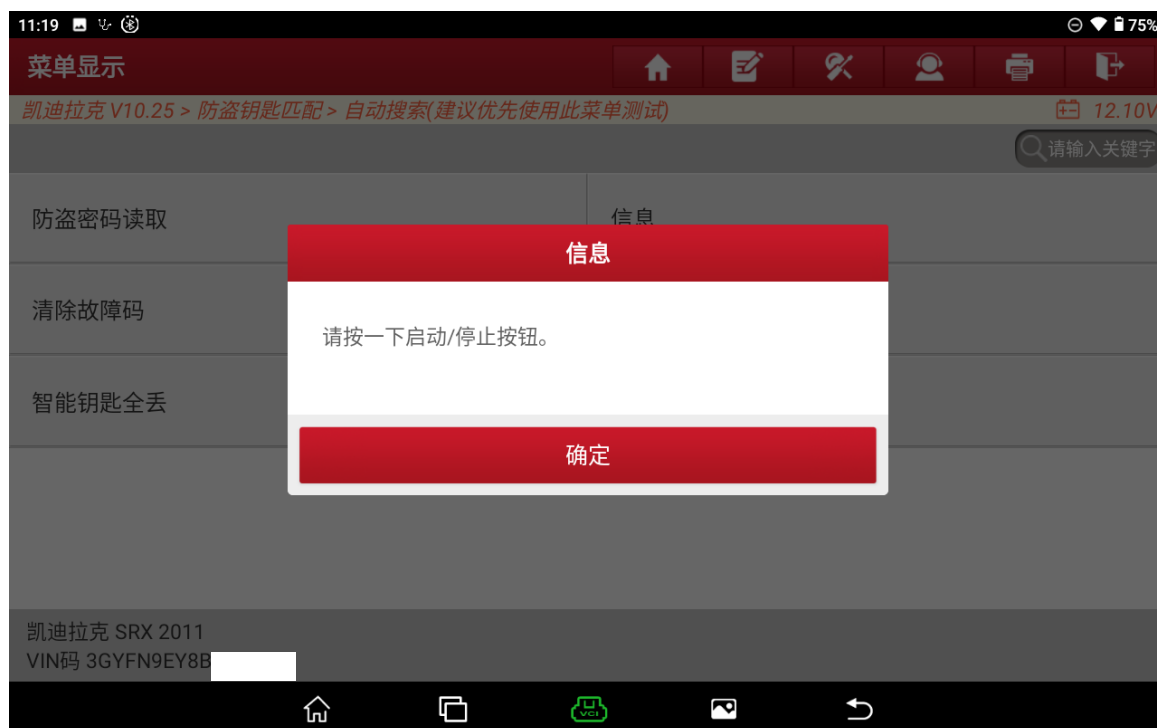 11:19
75%
菜单显示
凯迪拉克 V10.25 > 防盗钥匙匹配 > 自动搜索(建议优先使用此菜单测试)
12.10V
请输入关键字
防盗密码读取
信息
信息
清除故障码
请按一下启动/停止按钮。
智能钥匙全丢
确定
凯迪拉克 SRX 2011
VIN码 3GYFN9EY8B
VCI